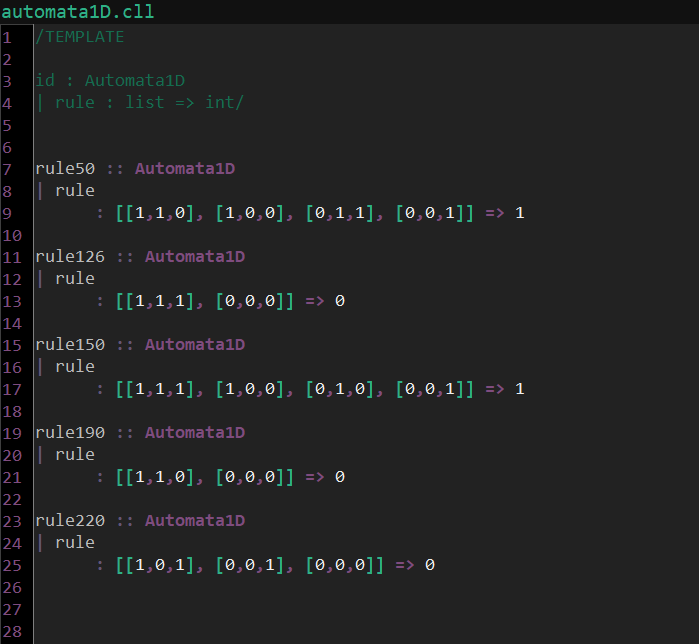 automata1D.cll
1 /TEMPLATE
2
3 id : Automata1D
4 | rule : list => int/
5
6
7 rule50 :: Automata1D
8 | rule
9 : [[1,1,0], [1,0,0], [0,1,1], [0,0,1]] => 1
10
11 rule126 :: Automata1D
12 | rule
13 : [[1,1,1], [0,0,0]] => 0
14
15 rule150 :: Automata1D
16 | rule
17 : [[1,1,1], [1,0,0], [0,1,0], [0,0,1]] => 1
18
19 rule190 :: Automata1D
20 | rule
21 : [[1,1,0], [0,0,0]] => 0
22
23 rule220 :: Automata1D
24 | rule
25 : [[1,0,1], [0,0,1], [0,0,0]] => 0
26
27
28